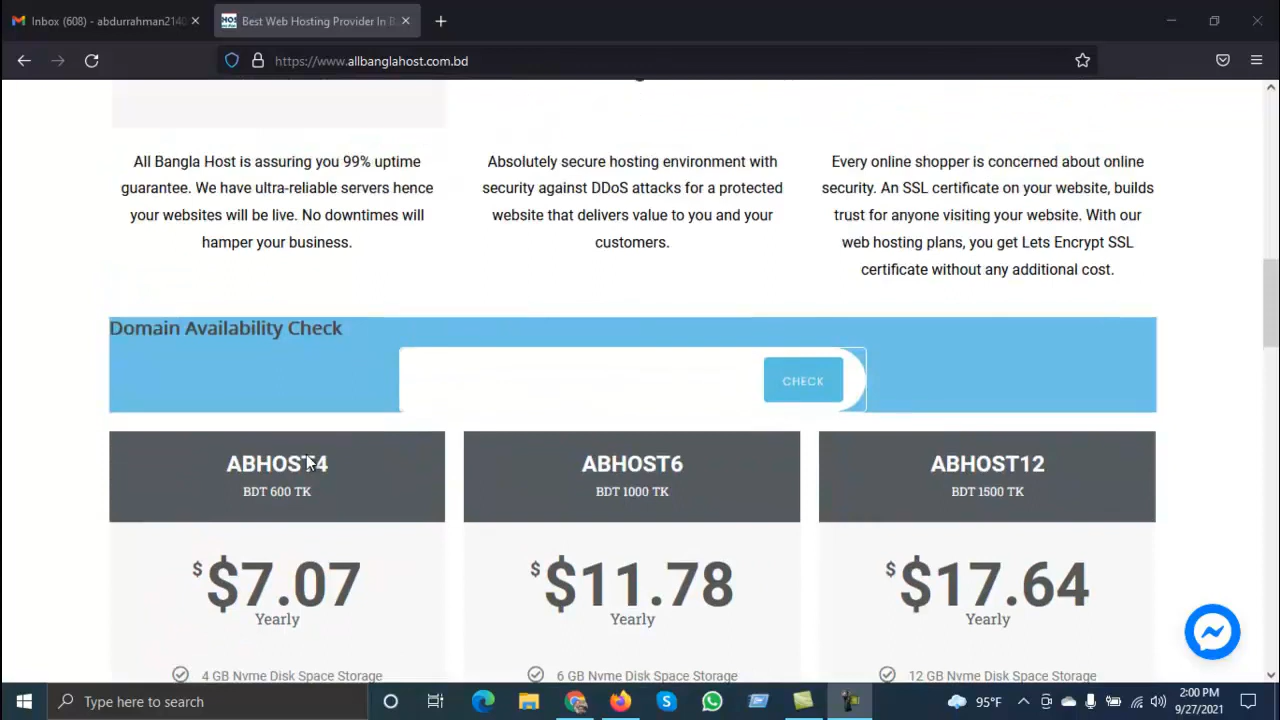 Inbox (608) - abdurrahman2140
Best Web Hosting Provider In B
https://www.allbanglahost.com.bd
All Bangla Host is assuring you 99% uptime
guarantee. We have ultra-reliable servers hence
your websites will be live. No downtimes will
hamper your business.
Absolutely secure hosting environment with
security against DDoS attacks for a protected
website that delivers value to you and your
customers.
Every online shopper is concerned about online
security. An SSL certificate on your website, builds
trust for anyone visiting your website. With our
web hosting plans, you get Lets Encrypt SSL
certificate without any additional cost.
Domain Availability Check
CHECK
ABHOST4
BDT 600 TK
$ $7.07
Yearly
4 GB Nvme Disk Space Storage
ABHOST6
BDT 1000 TK
$ $11.78
Yearly
6 GB Nvme Disk Space Storage
ABHOST12
BDT 1500 TK
$ $17.64
Yearly
12 GB Nvme Disk Space Storage
Type here to search
95°F
2:00 PM
9/27/2021